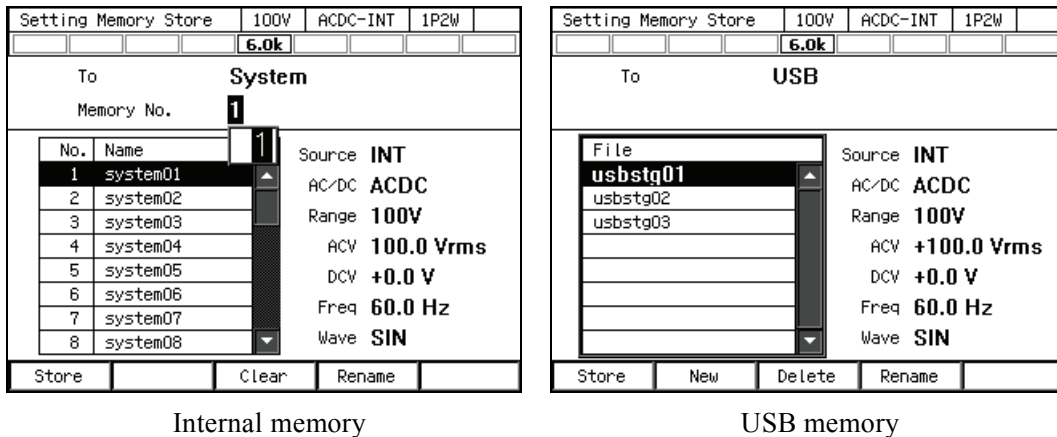 Setting Memory Store 100V ACDC-INT 1P2W
6.0k
To System
Memory No. 1
1
No. Name
1 system01
2 system02
3 system03
4 system04
5 system05
6 system06
7 system07
8 system08
Source INT
AC/DC ACDC
Range 100V
ACV 100.0 Vrms
DCV +0.0 V
Freq 60.0 Hz
Wave SIN
Store Clear Rename
Internal memory
Setting Memory Store 100V ACDC-INT 1P2W
6.0k
To USB
File
usbstg01
usbstg02
usbstg03
Source INT
AC/DC ACDC
Range 100V
ACV +100.0 Vrms
DCV +0.0 V
Freq 60.0 Hz
Wave SIN
Store New Delete Rename
USB memory